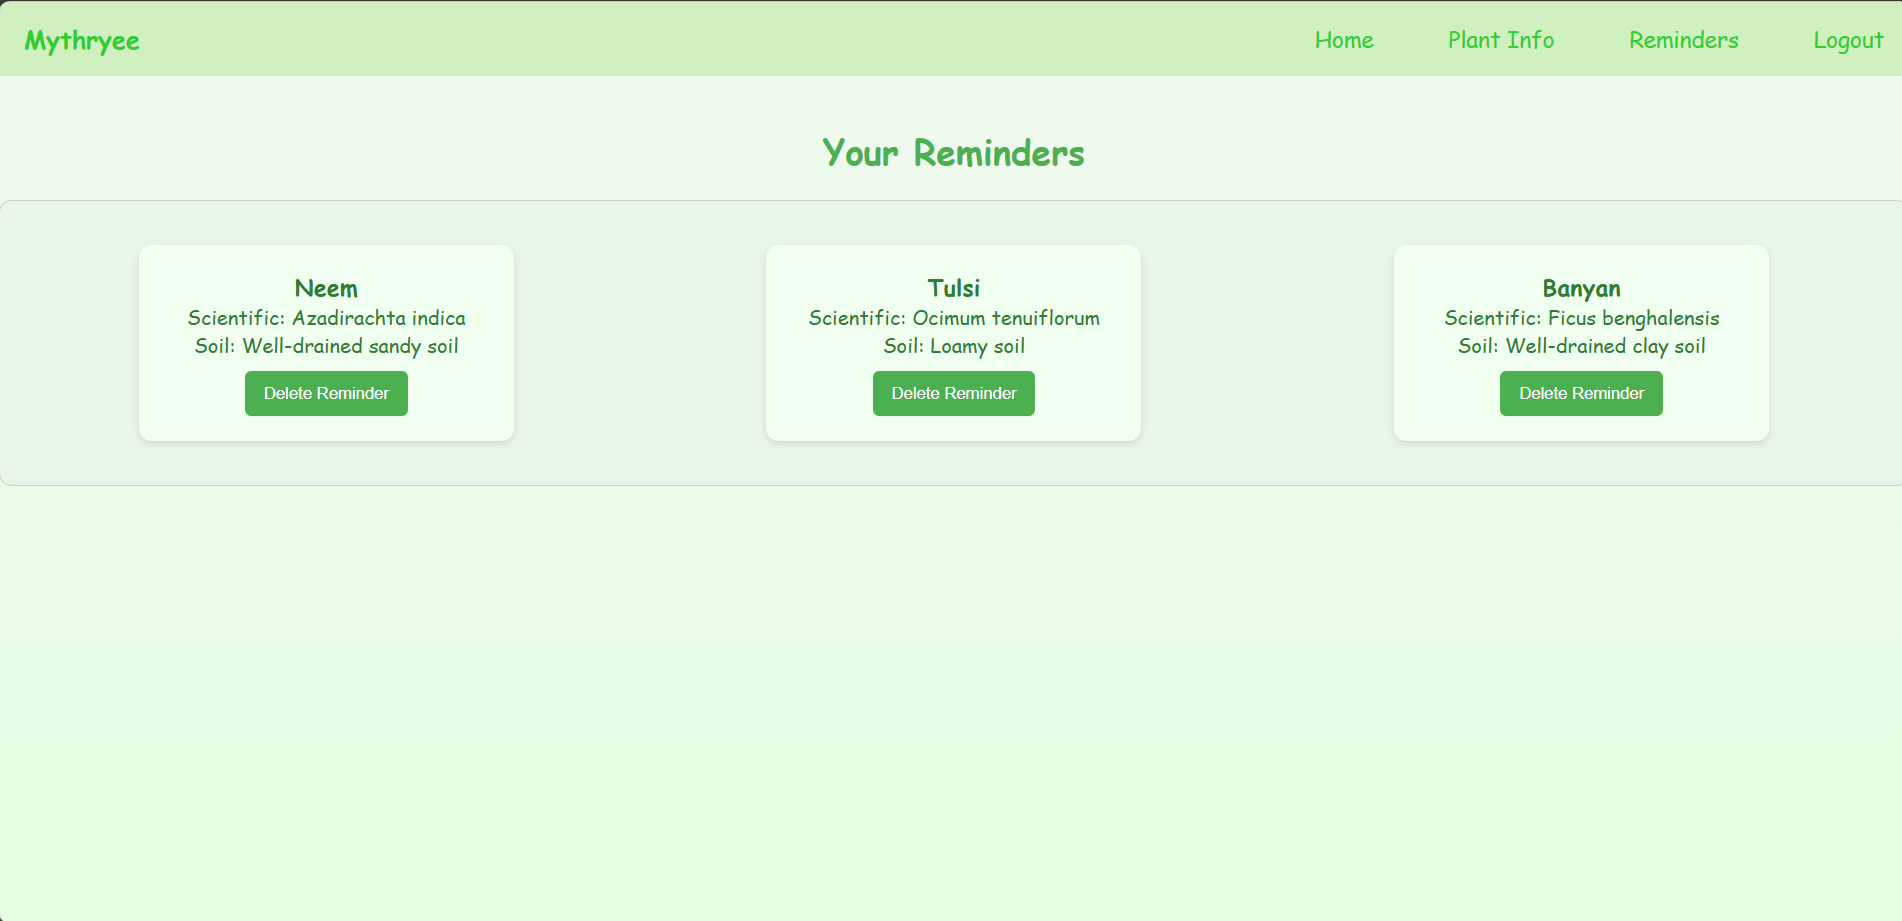 Mythryee
Home Plant Info Reminders Logout
Your Reminders
Neem
Scientific: Azadirachta indica
Soil: Well-drained sandy soil
Delete Reminder
Tulsi
Scientific: Ocimum tenuiflorum
Soil: Loamy soil
Delete Reminder
Banyan
Scientific: Ficus benghalensis
Soil: Well-drained clay soil
Delete Reminder